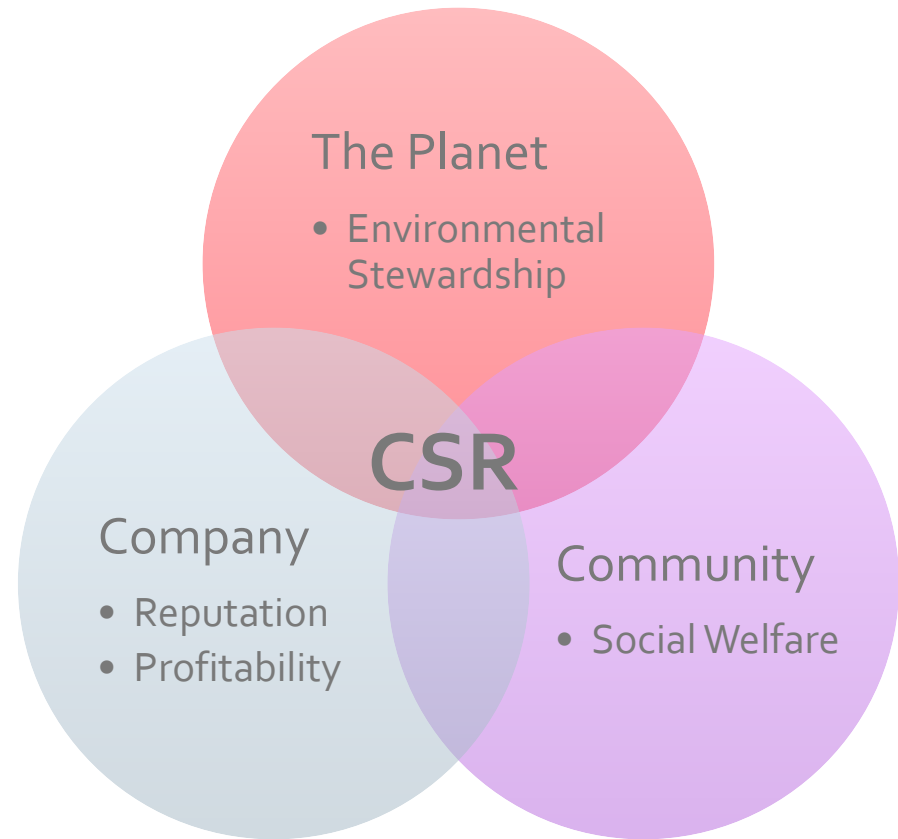 The Planet
• Environmental
Stewardship
CSR
Company
• Reputation
• Profitability
Community
• Social Welfare